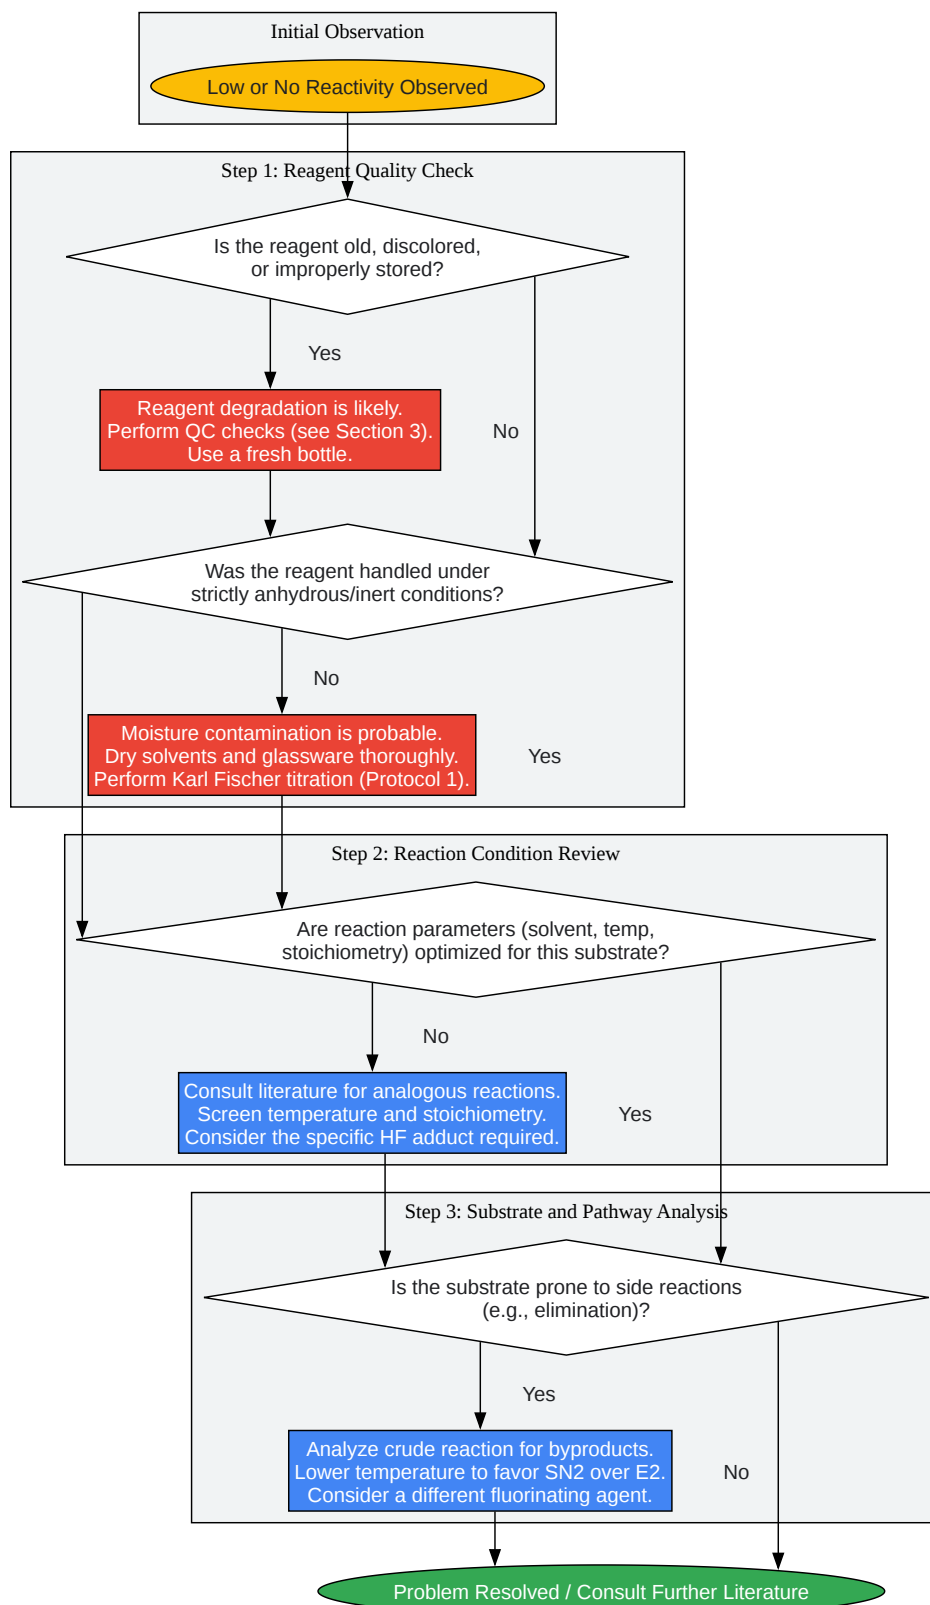 Initial Observation
Low or No Reactivity Observed
Step 1: Reagent Quality Check
Is the reagent old, discolored,
or improperly stored?
Yes
Reagent degradation is likely.
Perform QC checks (see Section 3).
Use a fresh bottle.
No
Was the reagent handled under
strictly anhydrous/inert conditions?
No
Moisture contamination is probable.
Dry solvents and glassware thoroughly.
Perform Karl Fischer titration (Protocol 1).
Yes
Step 2: Reaction Condition Review
Are reaction parameters (solvent, temp,
stoichiometry) optimized for this substrate?
No
Consult literature for analogous reactions.
Screen temperature and stoichiometry.
Consider the specific HF adduct required.
Yes
Step 3: Substrate and Pathway Analysis
Is the substrate prone to side reactions
(e.g., elimination)?
Yes
Analyze crude reaction for byproducts.
Lower temperature to favor SN2 over E2.
Consider a different fluorinating agent.
No
Problem Resolved / Consult Further Literature